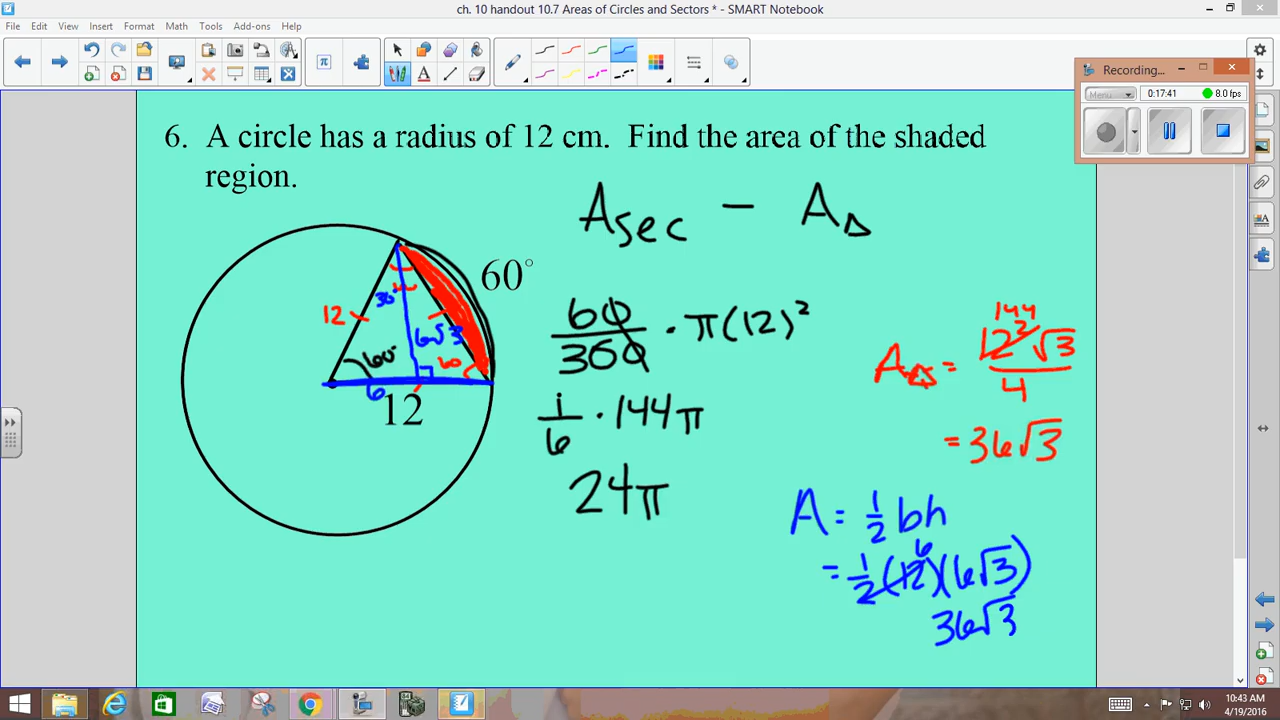 ch. 10 handout 10.7 Areas of Circles and Sectors * - SMART Notebook
File Edit View Insert Format Math Tools Add-ons Help
Recording...
Menu 0:17:41 8.0 fps
6. A circle has a radius of 12 cm. Find the area of the shaded
region.
A sec - A Δ
60°
12
30°
6√3
60°
60
6
12
60/360 · π(12)²
1/6 · 144π
24π
144
A Δ = 12²√3/4
= 36√3
A = 1/2 bh
6
= 1/2 (12)(6√3)
36√3
10:43 AM
4/19/2016